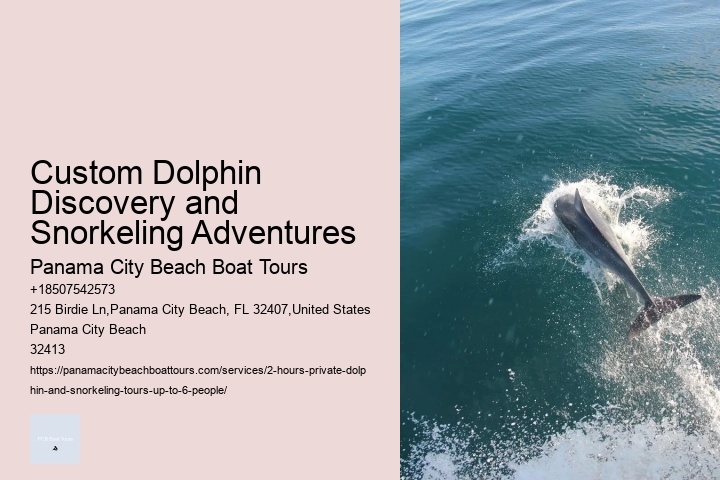 Custom Dolphin
Discovery and
Snorkeling Adventures
Panama City Beach Boat Tours
+18507542573
215 Birdie Ln,Panama City Beach, FL 32407,United States
Panama City Beach
32413
https://panamacitybeachboattours.com/services/2-hours-private-dolp
hin-and-snorkeling-tours-up-to-6-people/